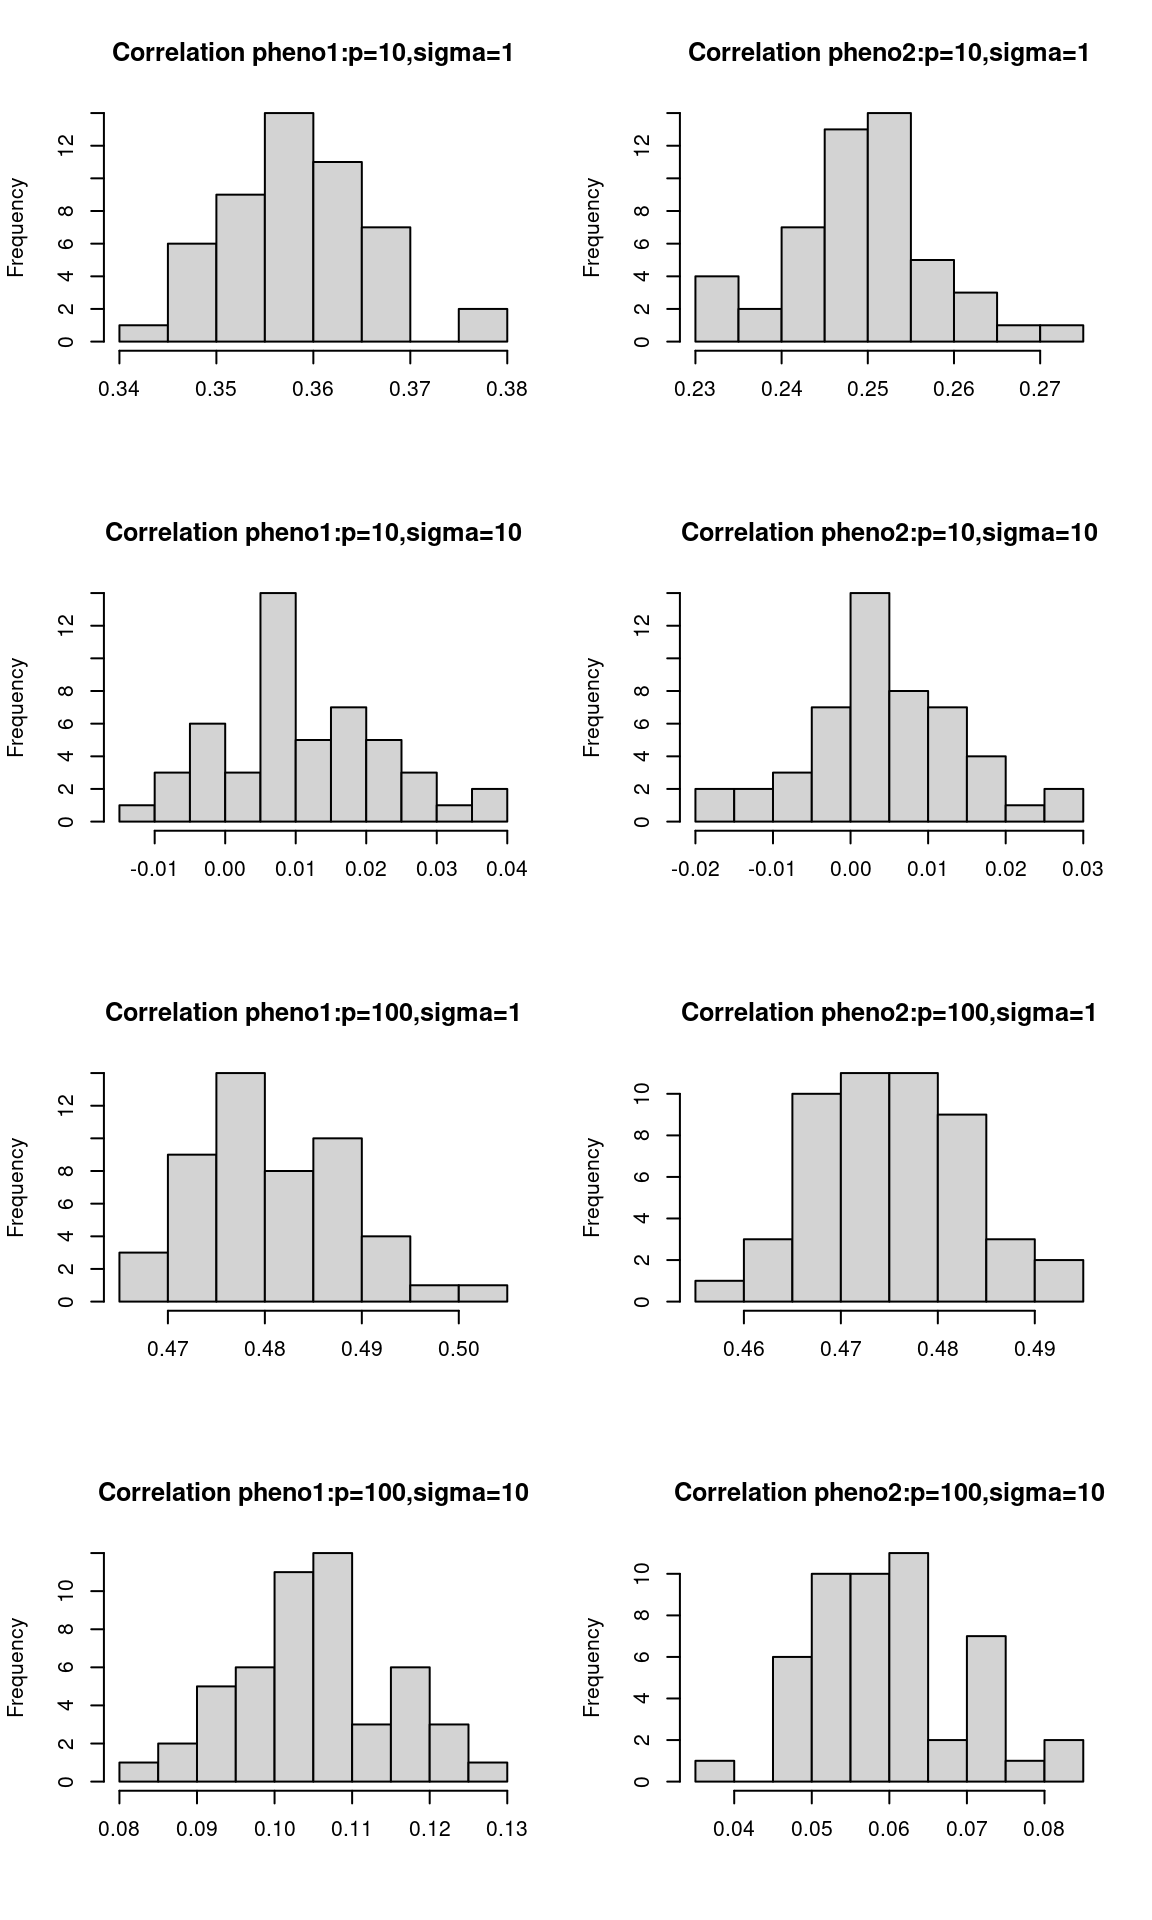 Correlation pheno1:p=10,sigma=1
Frequency
0 2 4 6 8 12
0.34 0.35 0.36 0.37 0.38
Correlation pheno2:p=10,sigma=1
Frequency
0 2 4 6 8 12
0.23 0.24 0.25 0.26 0.27
Correlation pheno1:p=10,sigma=10
Frequency
0 2 4 6 8 12
-0.01 0.00 0.01 0.02 0.03 0.04
Correlation pheno2:p=10,sigma=10
Frequency
0 2 4 6 8 12
-0.02 -0.01 0.00 0.01 0.02 0.03
Correlation pheno1:p=100,sigma=1
Frequency
0 2 4 6 8 12
0.47 0.48 0.49 0.50
Correlation pheno2:p=100,sigma=1
Frequency
0 2 4 6 8 10
0.46 0.47 0.48 0.49
Correlation pheno1:p=100,sigma=10
Frequency
0 2 4 6 8 10
0.08 0.09 0.10 0.11 0.12 0.13
Correlation pheno2:p=100,sigma=10
Frequency
0 2 4 6 8 10
0.04 0.05 0.06 0.07 0.08